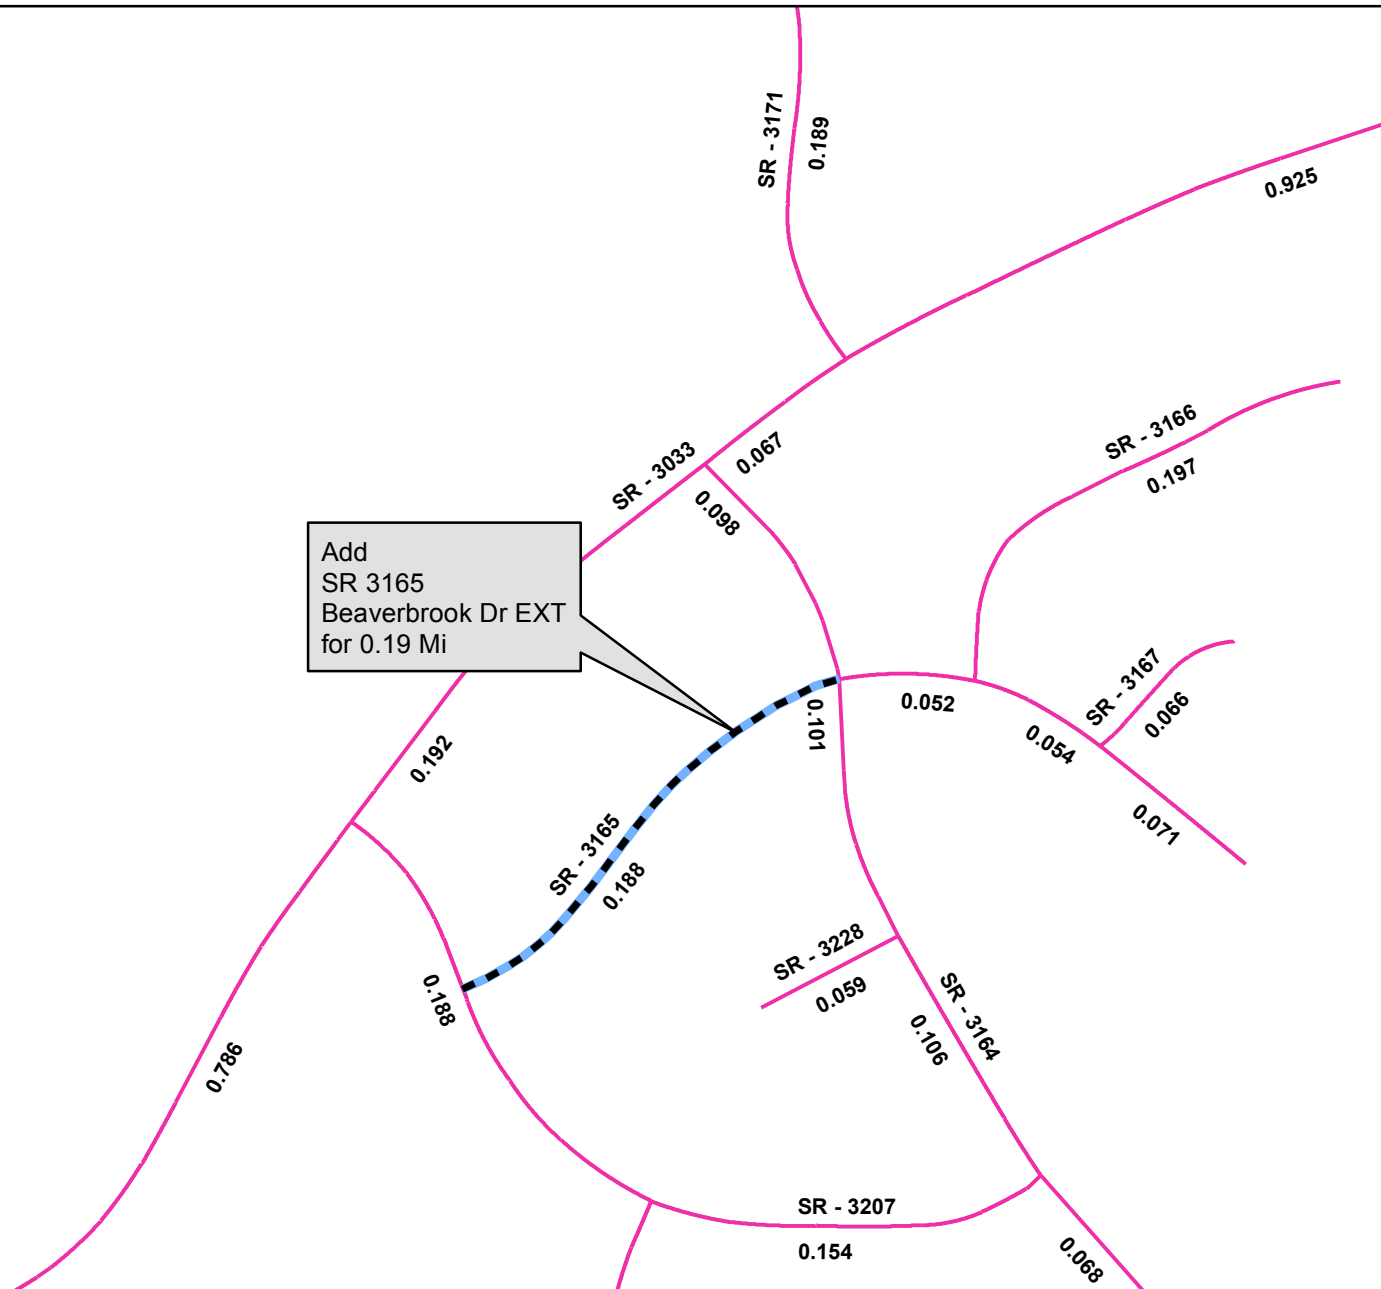 SR - 3171
0.189
0.925
SR - 3166
0.197
SR - 3033
0.067
0.098
Add
SR 3165
Beaverbrook Dr EXT
for 0.19 Mi
SR - 3167
0.066
0.052
0.054
0.101
0.192
0.071
SR - 3165
0.188
SR - 3228
0.059
0.188
SR - 3164
0.106
0.786
SR - 3207
0.154
0.068